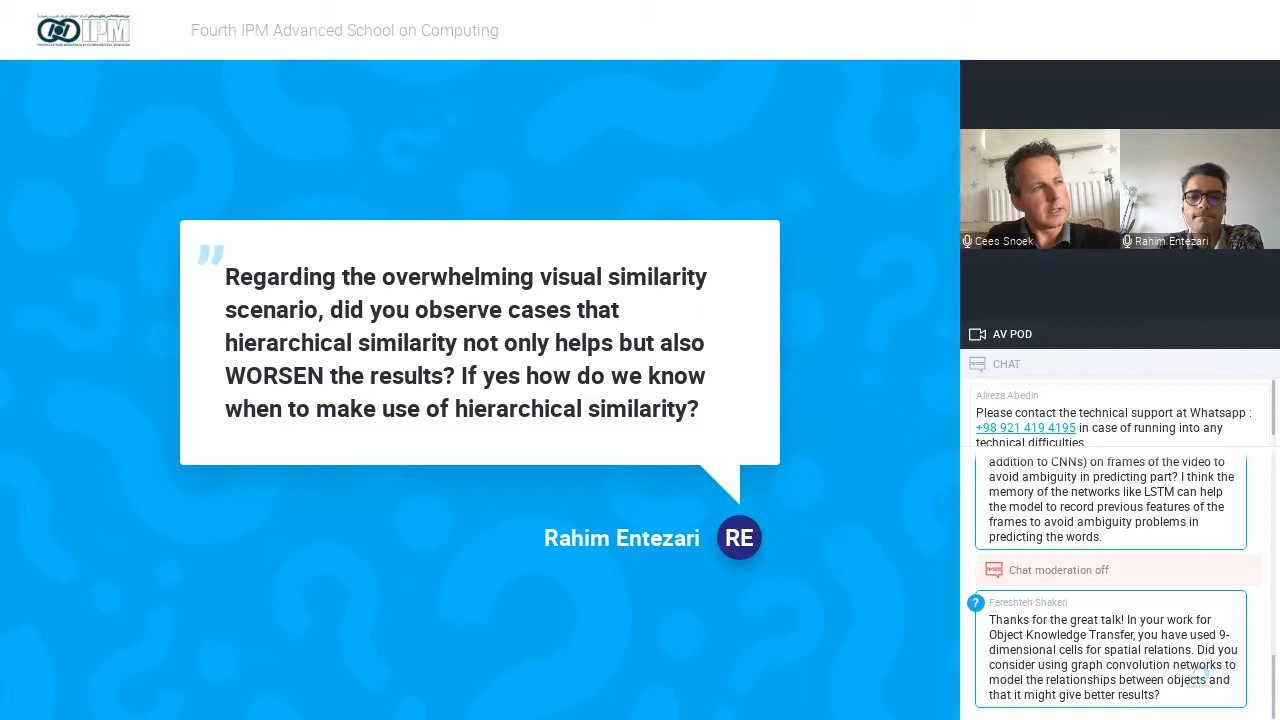 IPM
Fourth IPM Advanced School on Computing
Regarding the overwhelming visual similarity
scenario, did you observe cases that
hierarchical similarity not only helps but also
WORSEN the results? If yes how do we know
when to make use of hierarchical similarity?
Rahim Entezari
RE
Cees Snoek
Rahim Entezari
AV POD
CHAT
Alireza Abedin
Please contact the technical support at Whatsapp :
+98 921 419 4195 in case of running into any
technical difficulties
addition to CNNs) on frames of the video to
avoid ambiguity in predicting part? I think the
memory of the networks like LSTM can help
the model to record previous features of the
frames to avoid ambiguity problems in
predicting the words.
Chat moderation off
?
Fereshteh Shakeri
Thanks for the great talk! In your work for
Object Knowledge Transfer, you have used 9-
dimensional cells for spatial relations. Did you
consider using graph convolution networks to
model the relationships between objects and
that it might give better results?